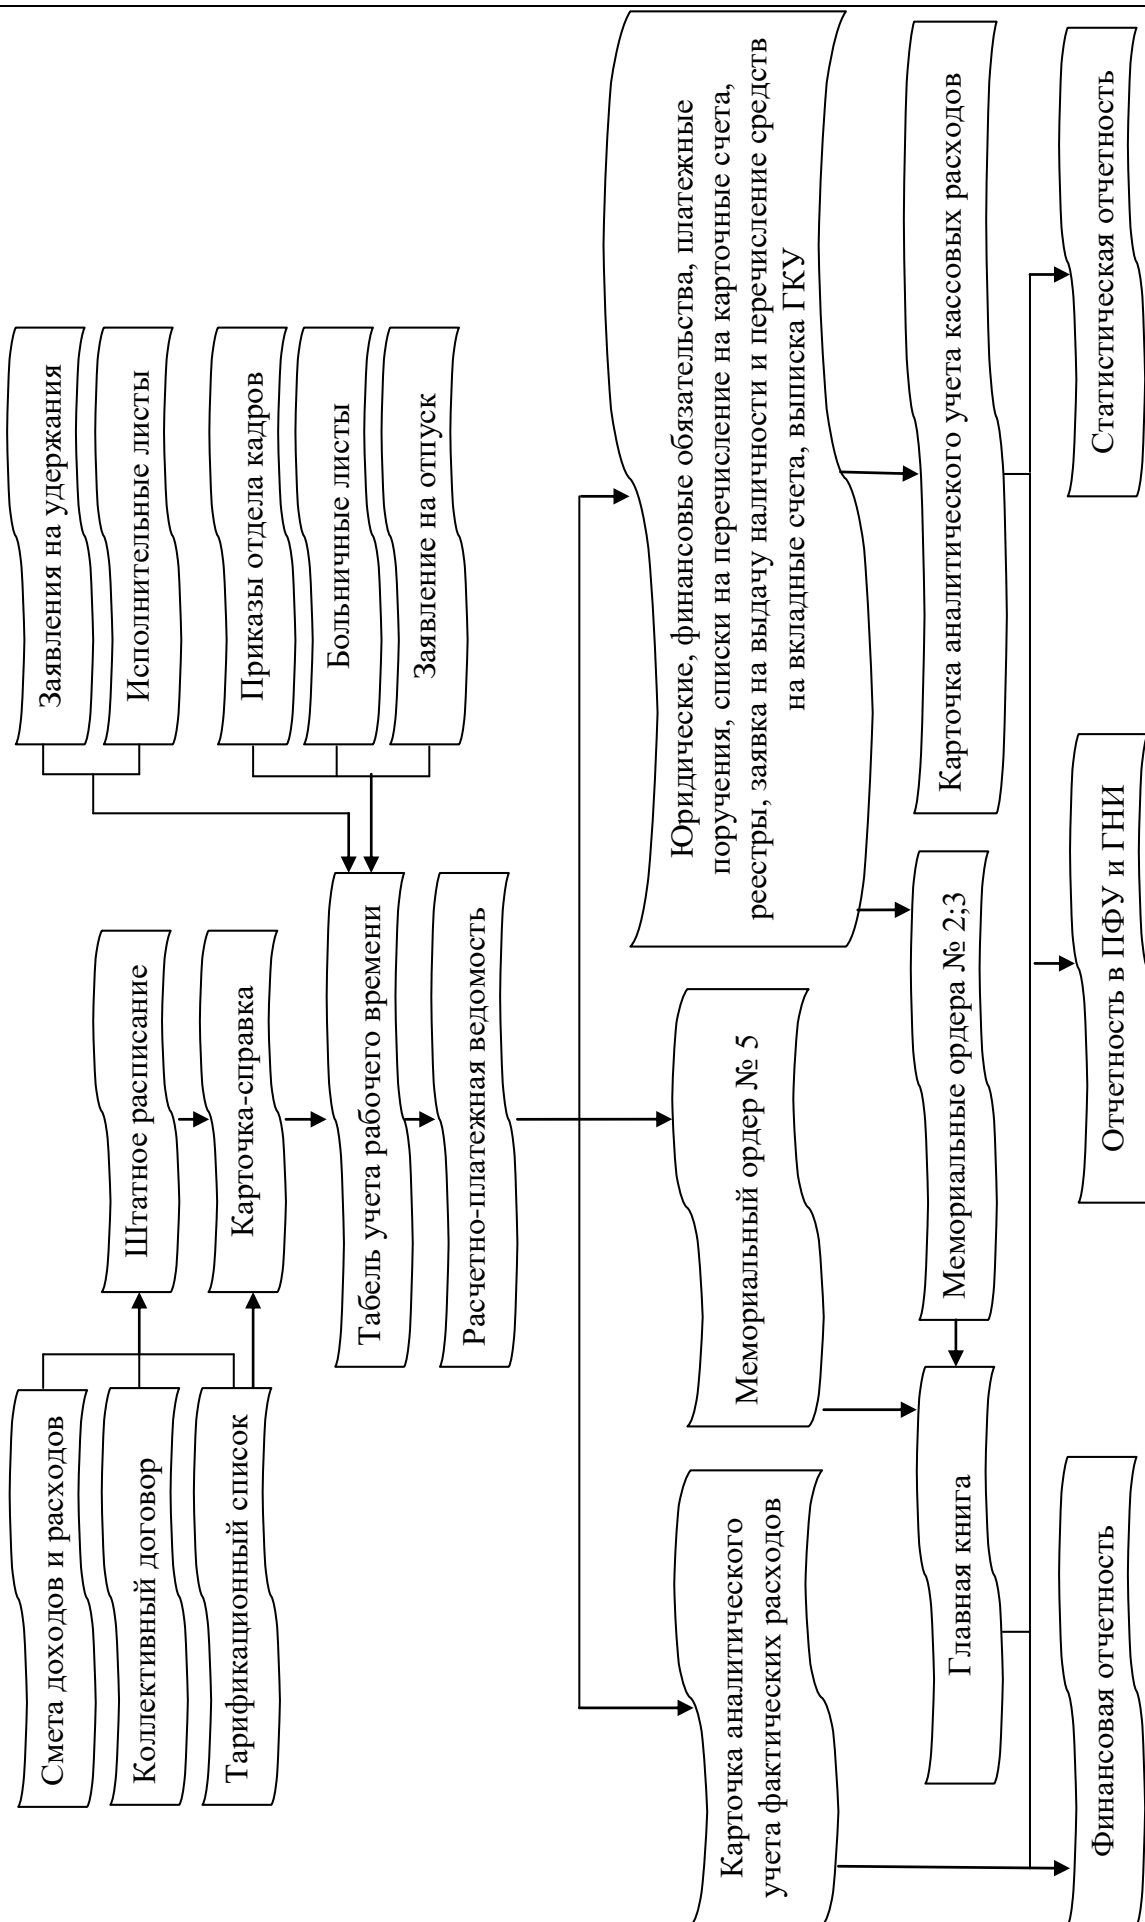 Смета доходов и расходов
Коллективный договор
Тарификационный список
Штатное расписание
Карточка-справка
Заявления на удержания
Исполнительные листы
Приказы отдела кадров
Больничные листы
Заявление на отпуск
Табель учета рабочего времени
Расчетно-платежная ведомость
Карточка аналитического
учета фактических расходов
Мемориальный ордер № 5
Юридические, финансовые обязательства, платежные
поручения, списки на перечисление на карточные счета,
реестры, заявка на выдачу наличности и перечисление средств
на вкладные счета, выписка ГКУ
Главная книга
Мемориальные ордера № 2;3
Карточка аналитического учета кассовых расходов
Финансовая отчетность
Отчетность в ПФУ и ГНИ
Статистическая отчетность